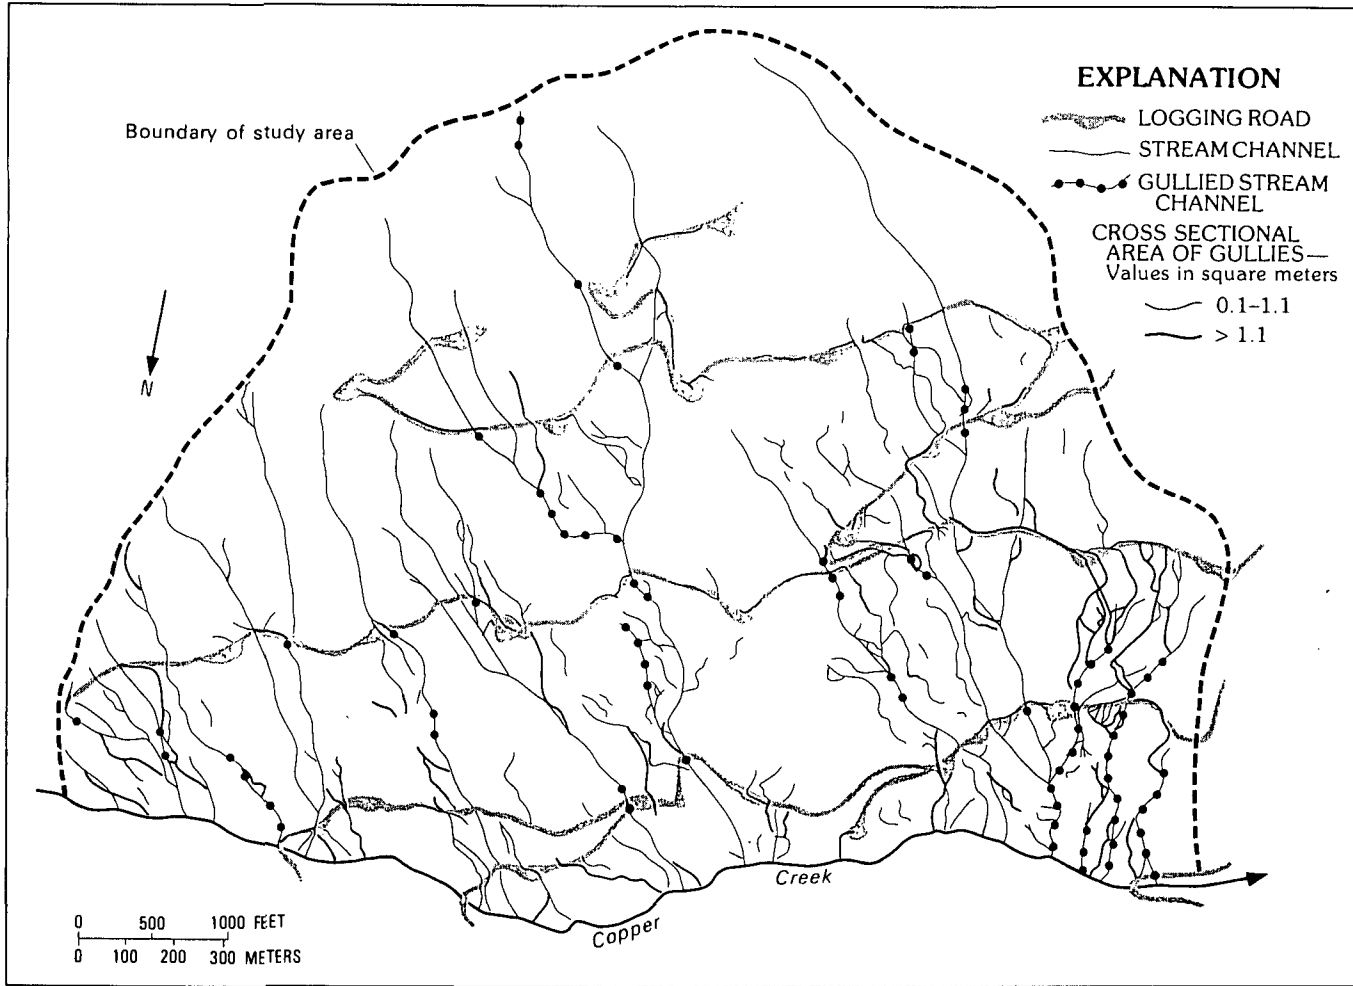 EXPLANATION
LOGGING ROAD
STREAM CHANNEL
GULLIED STREAM
CHANNEL
CROSS SECTIONAL
AREA OF GULLIES—
Values in square meters
0.1–1.1
> 1.1
Boundary of study area
N
Creek
Copper
0 500 1000 FEET
0 100 200 300 METERS